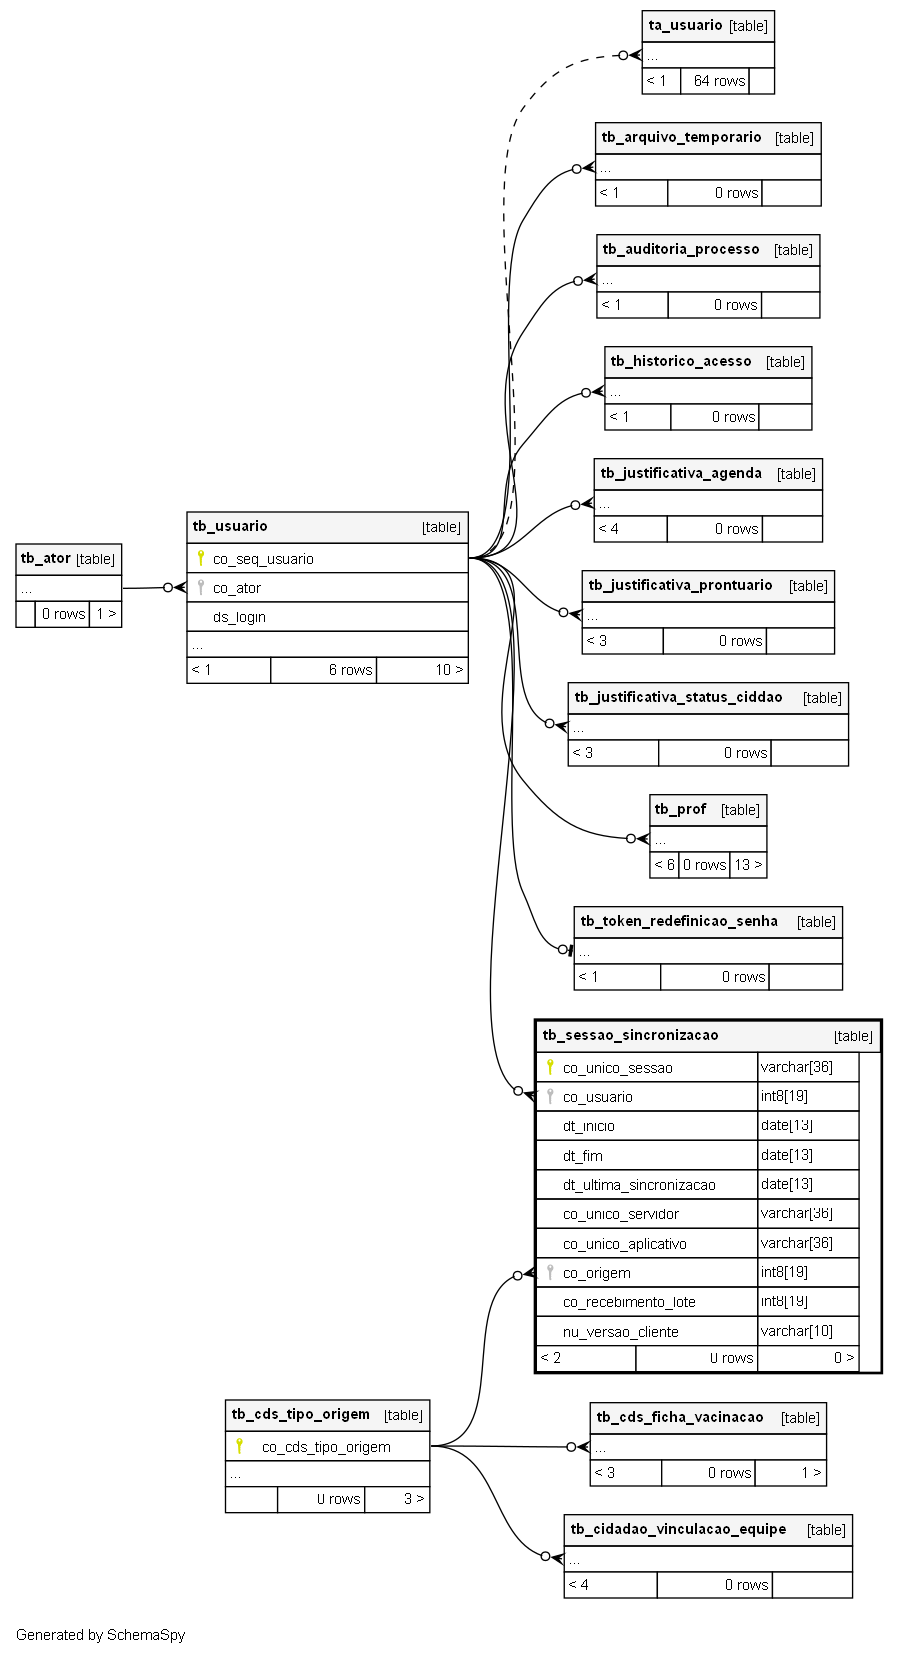 ta_usuario [table]
...
< 1 64 rows
tb_arquivo_temporario [table]
...
< 1 0 rows
tb_auditoria_processo [table]
...
< 1 0 rows
tb_historico_acesso [table]
...
< 1 0 rows
tb_justificativa_agenda [table]
...
< 4 0 rows
tb_ator [table]
...
0 rows 1 >
tb_usuario [table]
co_seq_usuario
co_ator
ds_login
...
< 1 6 rows 10 >
tb_justificativa_prontuario [table]
...
< 3 0 rows
tb_justificativa_status_ciddao [table]
...
< 3 0 rows
tb_prof [table]
...
< 6 0 rows 13 >
tb_token_redefinicao_senha [table]
...
< 1 0 rows
tb_sessao_sincronizacao [table]
co_unico_sessao varchar[36]
co_usuario int8[19]
dt_inicio date[13]
dt_fim date[13]
dt_ultima_sincronizacao date[13]
co_unico_servidor varchar[36]
co_unico_aplicativo varchar[36]
co_origem int8[19]
co_recebimento_lote int8[19]
nu_versao_cliente varchar[10]
< 2 0 rows 0 >
tb_cds_tipo_origem [table]
co_cds_tipo_origem
...
0 rows 3 >
tb_cds_ficha_vacinacao [table]
...
< 3 0 rows 1 >
tb_cidadao_vinculacao_equipe [table]
...
< 4 0 rows
Generated by SchemaSpy